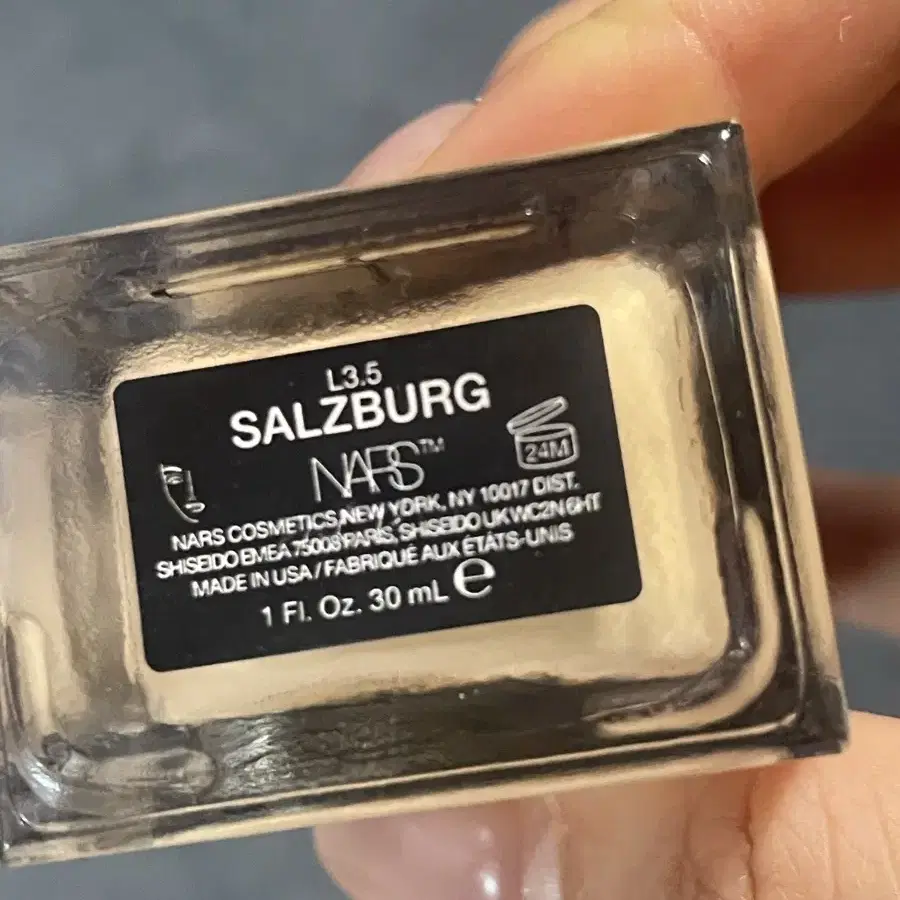 L3.5
SALZBURG
NARS™
24M
NARS COSMETICS, NEW YORK, NY 10017 DIST.
SHISEIDO EMEA 75008 PARIS, SHISEIDO UK WC2N 6HT
MADE IN USA / FABRIQUÉ AUX ÉTATS-UNIS
1 Fl. Oz. 30 mL ℮